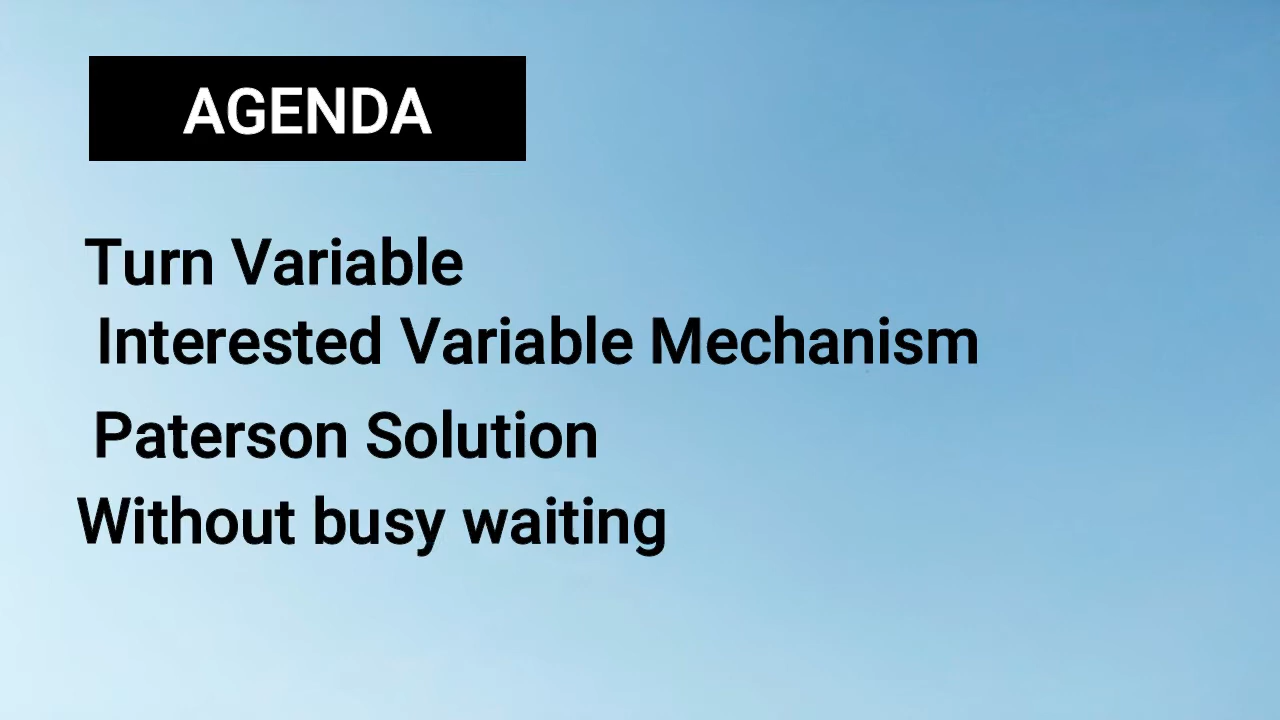 AGENDA
Turn Variable
Interested Variable Mechanism
Paterson Solution
Without busy waiting